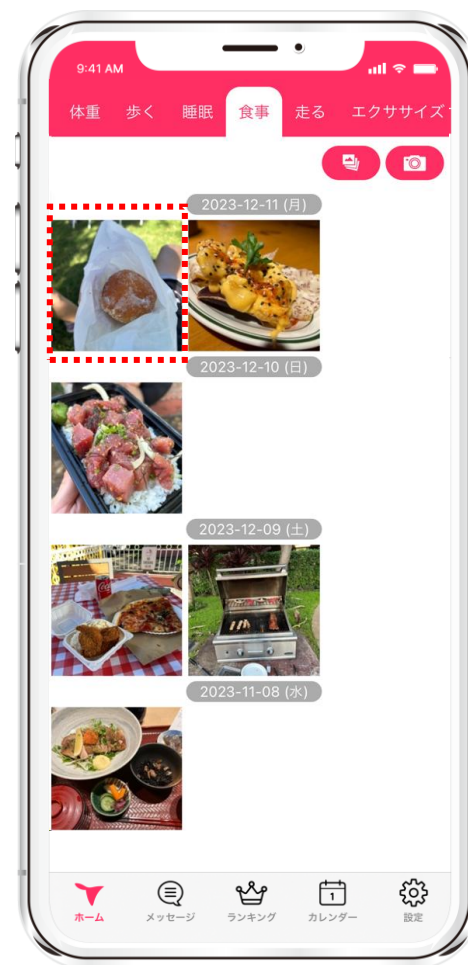 9:41 AM
体重 歩く 睡眠 食事 走る エクササイズ
2023-12-11 (月)
2023-12-10 (日)
2023-12-09 (土)
2023-11-08 (水)
ホーム メッセージ ランキング 1 カレンダー 設定